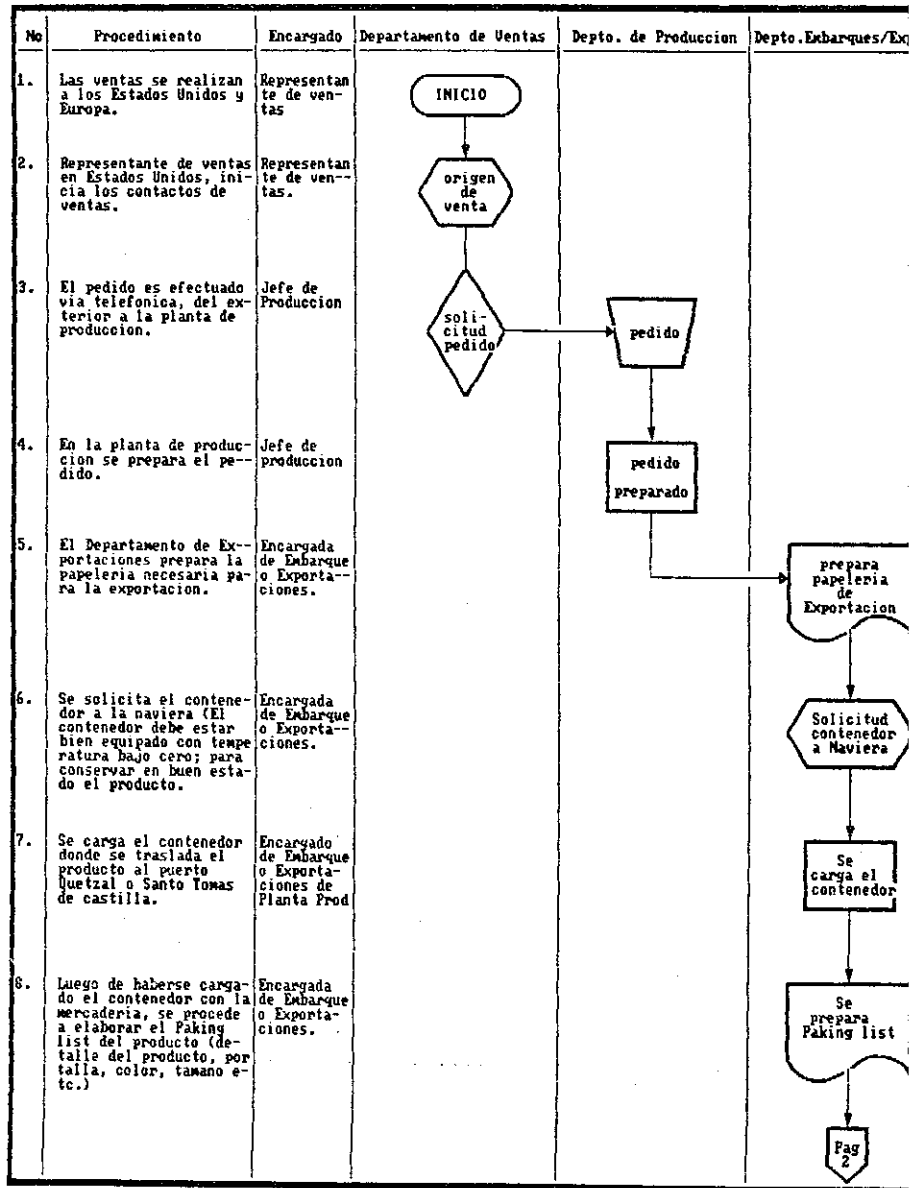 No Procedimiento Encargado Departamento de Ventas Depto. de Produccion Depto.Embarques/Exp
1. Las ventas se realizan
a los Estados Unidos y
Europa.
Representan
te de ven-
tas
INICIO
2. Representante de ventas
en Estados Unidos, ini-
cia los contactos de
ventas.
Representan
te de ven--
tas.
origen
de
venta
3. El pedido es efectuado
via telefonica, del ex-
terior a la planta de
produccion.
Jefe de
Produccion
soli-
citud
pedido
pedido
4. En la planta de produc-
cion se prepara el pe--
dido.
Jefe de
produccion
pedido
preparado
5. El Departamento de Ex--
portaciones prepara la
papeleria necesaria pa-
ra la exportacion.
Encargada
de Embarque
o Exporta--
ciones.
prepara
papeleria
de
Exportacion
6. Se solicita el contene-
dor a la naviera (El
contenedor debe estar
bien equipado con tempe
ratura bajo cero; para
conservar en buen esta-
do el producto.
Encargada
de Embarque
o Exporta--
ciones.
Solicitud
contenedor
a Naviera
7. Se carga el contenedor
donde se traslada el
producto al puerto
Quetzal o Santo Tomas
de castilla.
Encargado
de Embarque
o Exporta-
ciones de
Planta Prod
Se
carga el
contenedor
8. Luego de haberse carga-
do el contenedor con la
mercaderia, se procede
a elaborar el Paking
list del producto (de-
talle del producto, por
talla, color, tamano e-
tc.)
Encargada
de Embarque
o Exporta-
ciones.
Se
prepara
Paking list
Pag
2